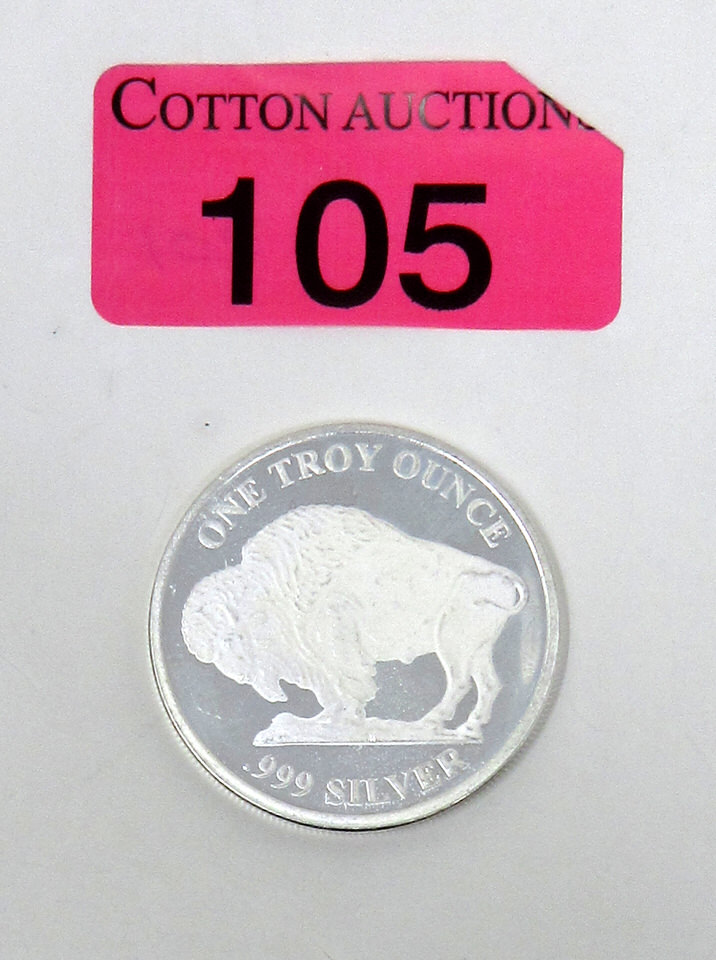 COTTON AUCTIONS
105
ONE TROY OUNCE
.999 SILVER